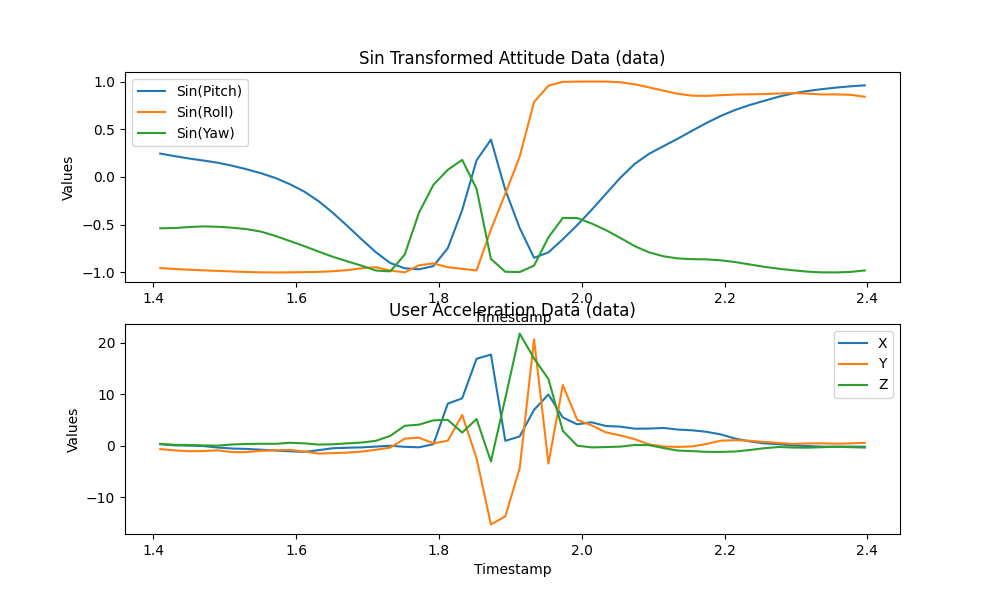 Sin Transformed Attitude Data (data)
1.0
0.5
0.0
−0.5
−1.0
Values
Sin(Pitch)
Sin(Roll)
Sin(Yaw)
1.4 1.6 1.8 2.0 2.2 2.4
Timestamp
User Acceleration Data (data)
20
10
0
−10
Values
X
Y
Z
1.4 1.6 1.8 2.0 2.2 2.4
Timestamp